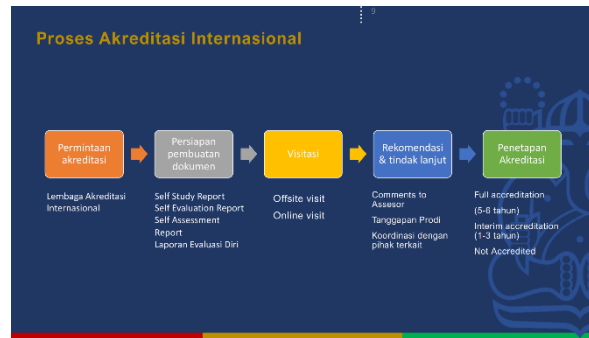 9
Proses Akreditasi Internasional
Permintaan
akreditasi
Persiapan
pembuatan
dokumen
Visitasi
Rekomendasi
& tindak lanjut
Penetapan
Akreditasi
Lembaga Akreditasi
Internasional
Self Study Report
Self Evaluation Report
Self Assessment
Report
Laporan Evaluasi Diri
Offsite visit
Online visit
Comments to
Assesor
Tanggapan Prodi
Koordinasi dengan
pihak terkait
Full accreditation
(5-6 tahun)
Interim accreditation
(1-3 tahun)
Not Accredited